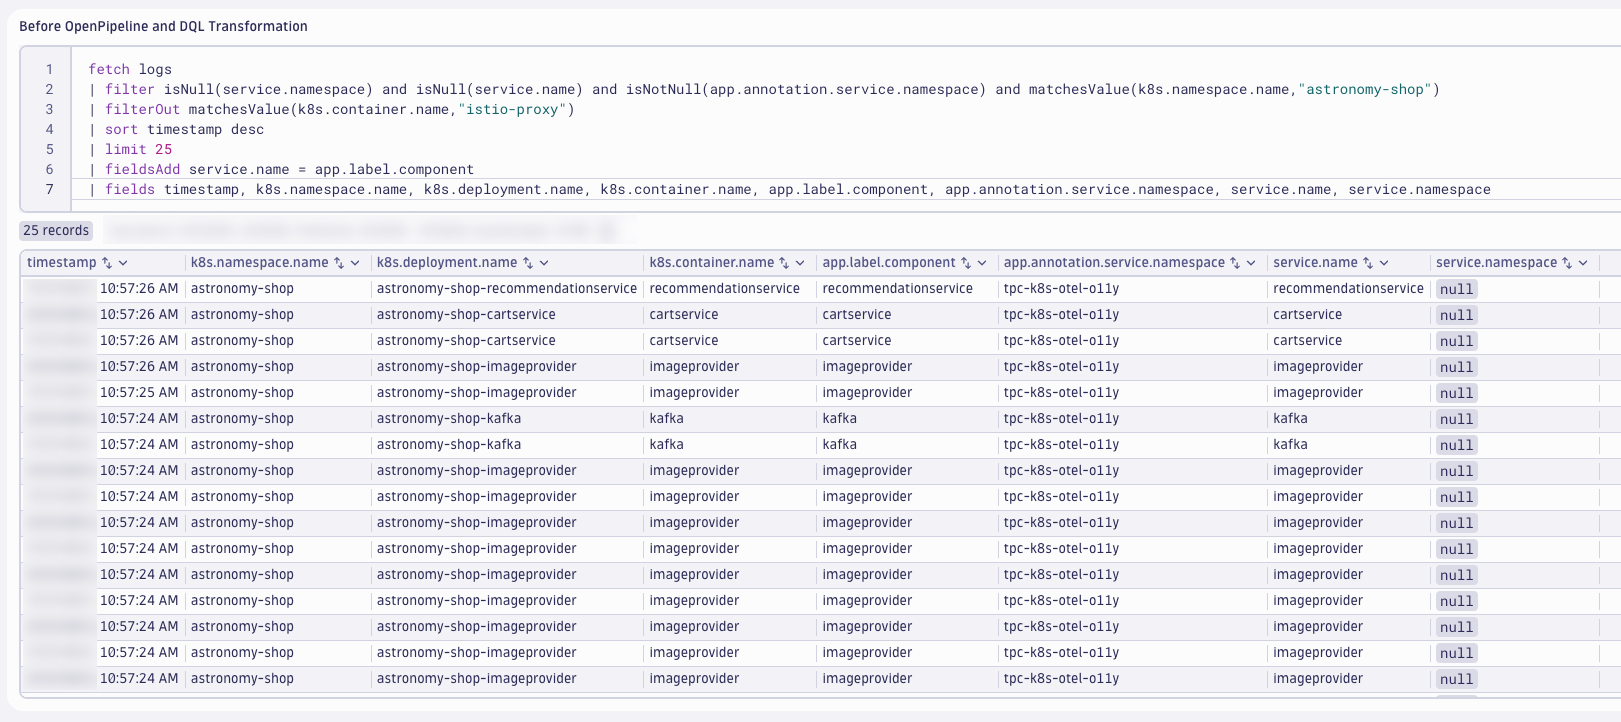 Before OpenPipeline and DQL Transformation
1 fetch logs
2 | filter isNull(service.namespace) and isNull(service.name) and isNotNull(app.annotation.service.namespace) and matchesValue(k8s.namespace.name,"astronomy-shop")
3 | filterOut matchesValue(k8s.container.name,"istio-proxy")
4 | sort timestamp desc
5 | limit 25
6 | fieldsAdd service.name = app.label.component
7 | fields timestamp, k8s.namespace.name, k8s.deployment.name, k8s.container.name, app.label.component, app.annotation.service.namespace, service.name, service.namespace
25 records
timestamp k8s.namespace.name k8s.deployment.name k8s.container.name app.label.component app.annotation.service.namespace service.name service.namespace
10:57:26 AM astronomy-shop astronomy-shop-recommendationservice recommendationservice recommendationservice tpc-k8s-otel-o11y recommendationservice null
10:57:26 AM astronomy-shop astronomy-shop-cartservice cartservice cartservice tpc-k8s-otel-o11y cartservice null
10:57:26 AM astronomy-shop astronomy-shop-cartservice cartservice cartservice tpc-k8s-otel-o11y cartservice null
10:57:26 AM astronomy-shop astronomy-shop-imageprovider imageprovider imageprovider tpc-k8s-otel-o11y imageprovider null
10:57:25 AM astronomy-shop astronomy-shop-imageprovider imageprovider imageprovider tpc-k8s-otel-o11y imageprovider null
10:57:24 AM astronomy-shop astronomy-shop-kafka kafka kafka tpc-k8s-otel-o11y kafka null
10:57:24 AM astronomy-shop astronomy-shop-kafka kafka kafka tpc-k8s-otel-o11y kafka null
10:57:24 AM astronomy-shop astronomy-shop-imageprovider imageprovider imageprovider tpc-k8s-otel-o11y imageprovider null
10:57:24 AM astronomy-shop astronomy-shop-imageprovider imageprovider imageprovider tpc-k8s-otel-o11y imageprovider null
10:57:24 AM astronomy-shop astronomy-shop-imageprovider imageprovider imageprovider tpc-k8s-otel-o11y imageprovider null
10:57:24 AM astronomy-shop astronomy-shop-imageprovider imageprovider imageprovider tpc-k8s-otel-o11y imageprovider null
10:57:24 AM astronomy-shop astronomy-shop-imageprovider imageprovider imageprovider tpc-k8s-otel-o11y imageprovider null
10:57:24 AM astronomy-shop astronomy-shop-imageprovider imageprovider imageprovider tpc-k8s-otel-o11y imageprovider null
10:57:24 AM astronomy-shop astronomy-shop-imageprovider imageprovider imageprovider tpc-k8s-otel-o11y imageprovider null
10:57:24 AM astronomy-shop astronomy-shop-imageprovider imageprovider imageprovider tpc-k8s-otel-o11y imageprovider null
10:57:24 AM astronomy-shop astronomy-shop-imageprovider imageprovider imageprovider tpc-k8s-otel-o11y imageprovider null